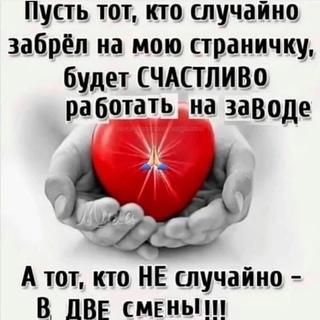 Пусть тот, кто случайно
забрёл на мою страничку,
будет СЧАСТЛИВО
работать на заВоде
А тот, кто НЕ случайно -
В ДВЕ сМЕНЫ!!!